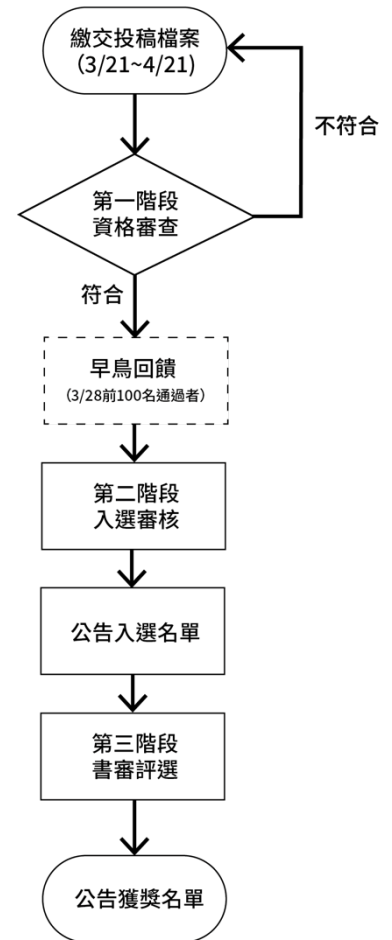 繳交投稿檔案
（3/21~4/21）
不符合
第一階段
資格審查
符合
早鳥回饋
（3/28前100名通過者）
第二階段
入選審核
公告入選名單
第三階段
書審評選
公告獲獎名單